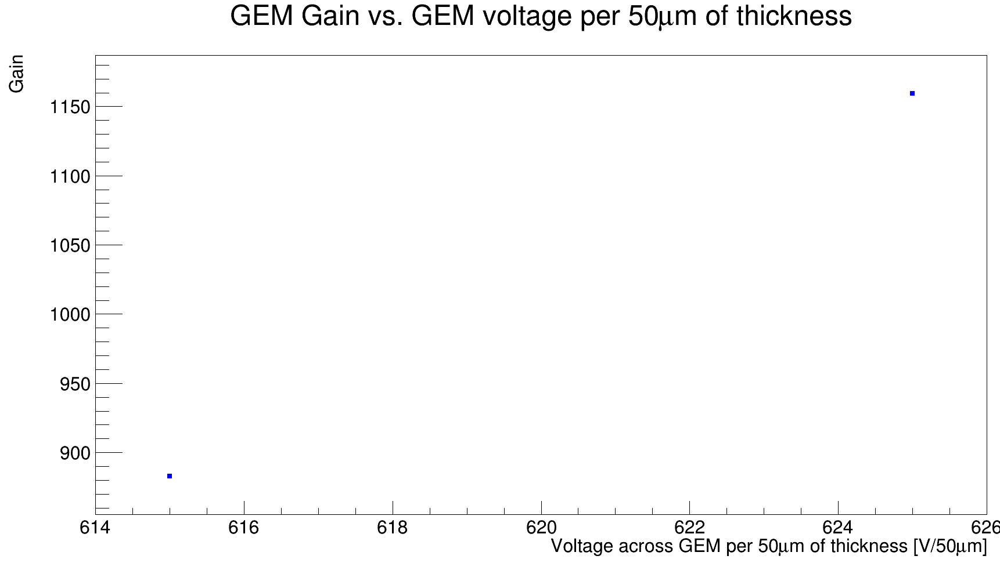 GEM Gain vs. GEM voltage per 50μm of thickness
Gain
1150
1100
1050
1000
950
900
614 616 618 620 622 624 626
Voltage across GEM per 50μm of thickness [V/50μm]